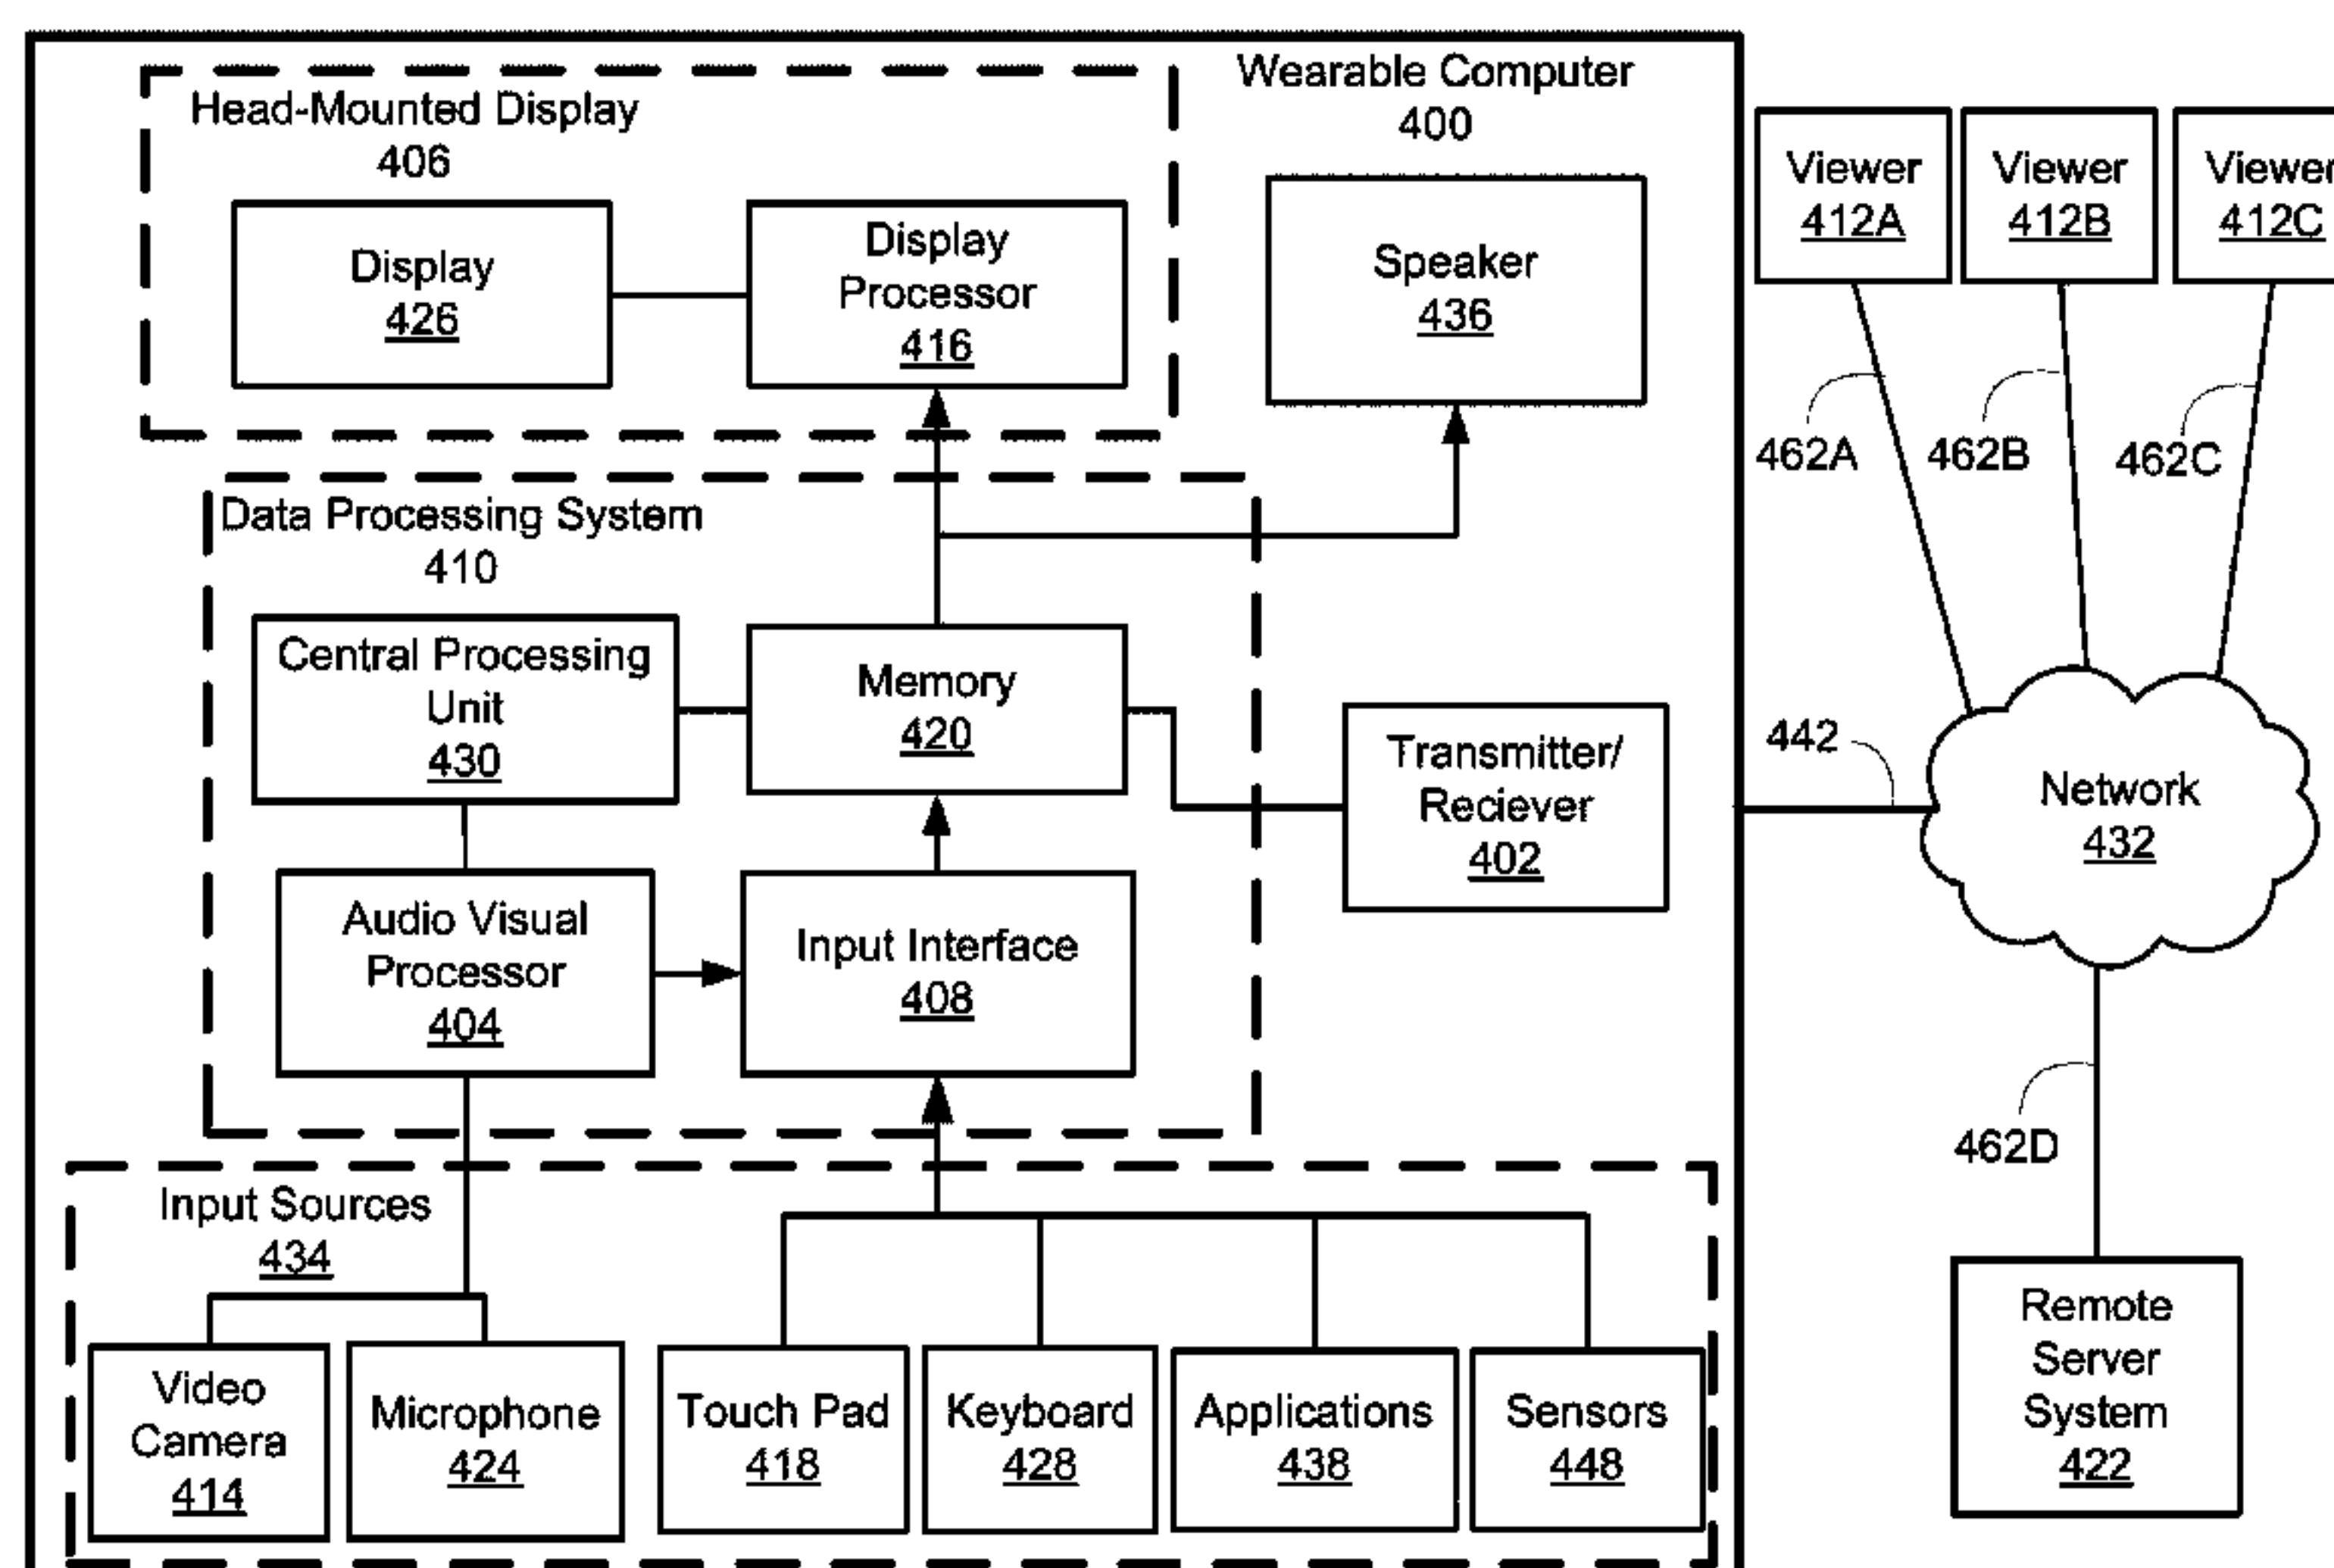 Head-Mounted Display
406
Wearable Computer
400
Display
426
Display
Processor
416
Speaker
436
Viewer
412A
Viewer
412B
Viewer
412C
462A
462B
462C
Data Processing System
410
Central Processing
Unit
430
Memory
420
Transmitter/
Reciever
402
442
Network
432
Audio Visual
Processor
404
Input Interface
408
462D
Input Sources
434
Video
Camera
414
Microphone
424
Touch Pad
418
Keyboard
428
Applications
438
Sensors
448
Remote
Server
System
422